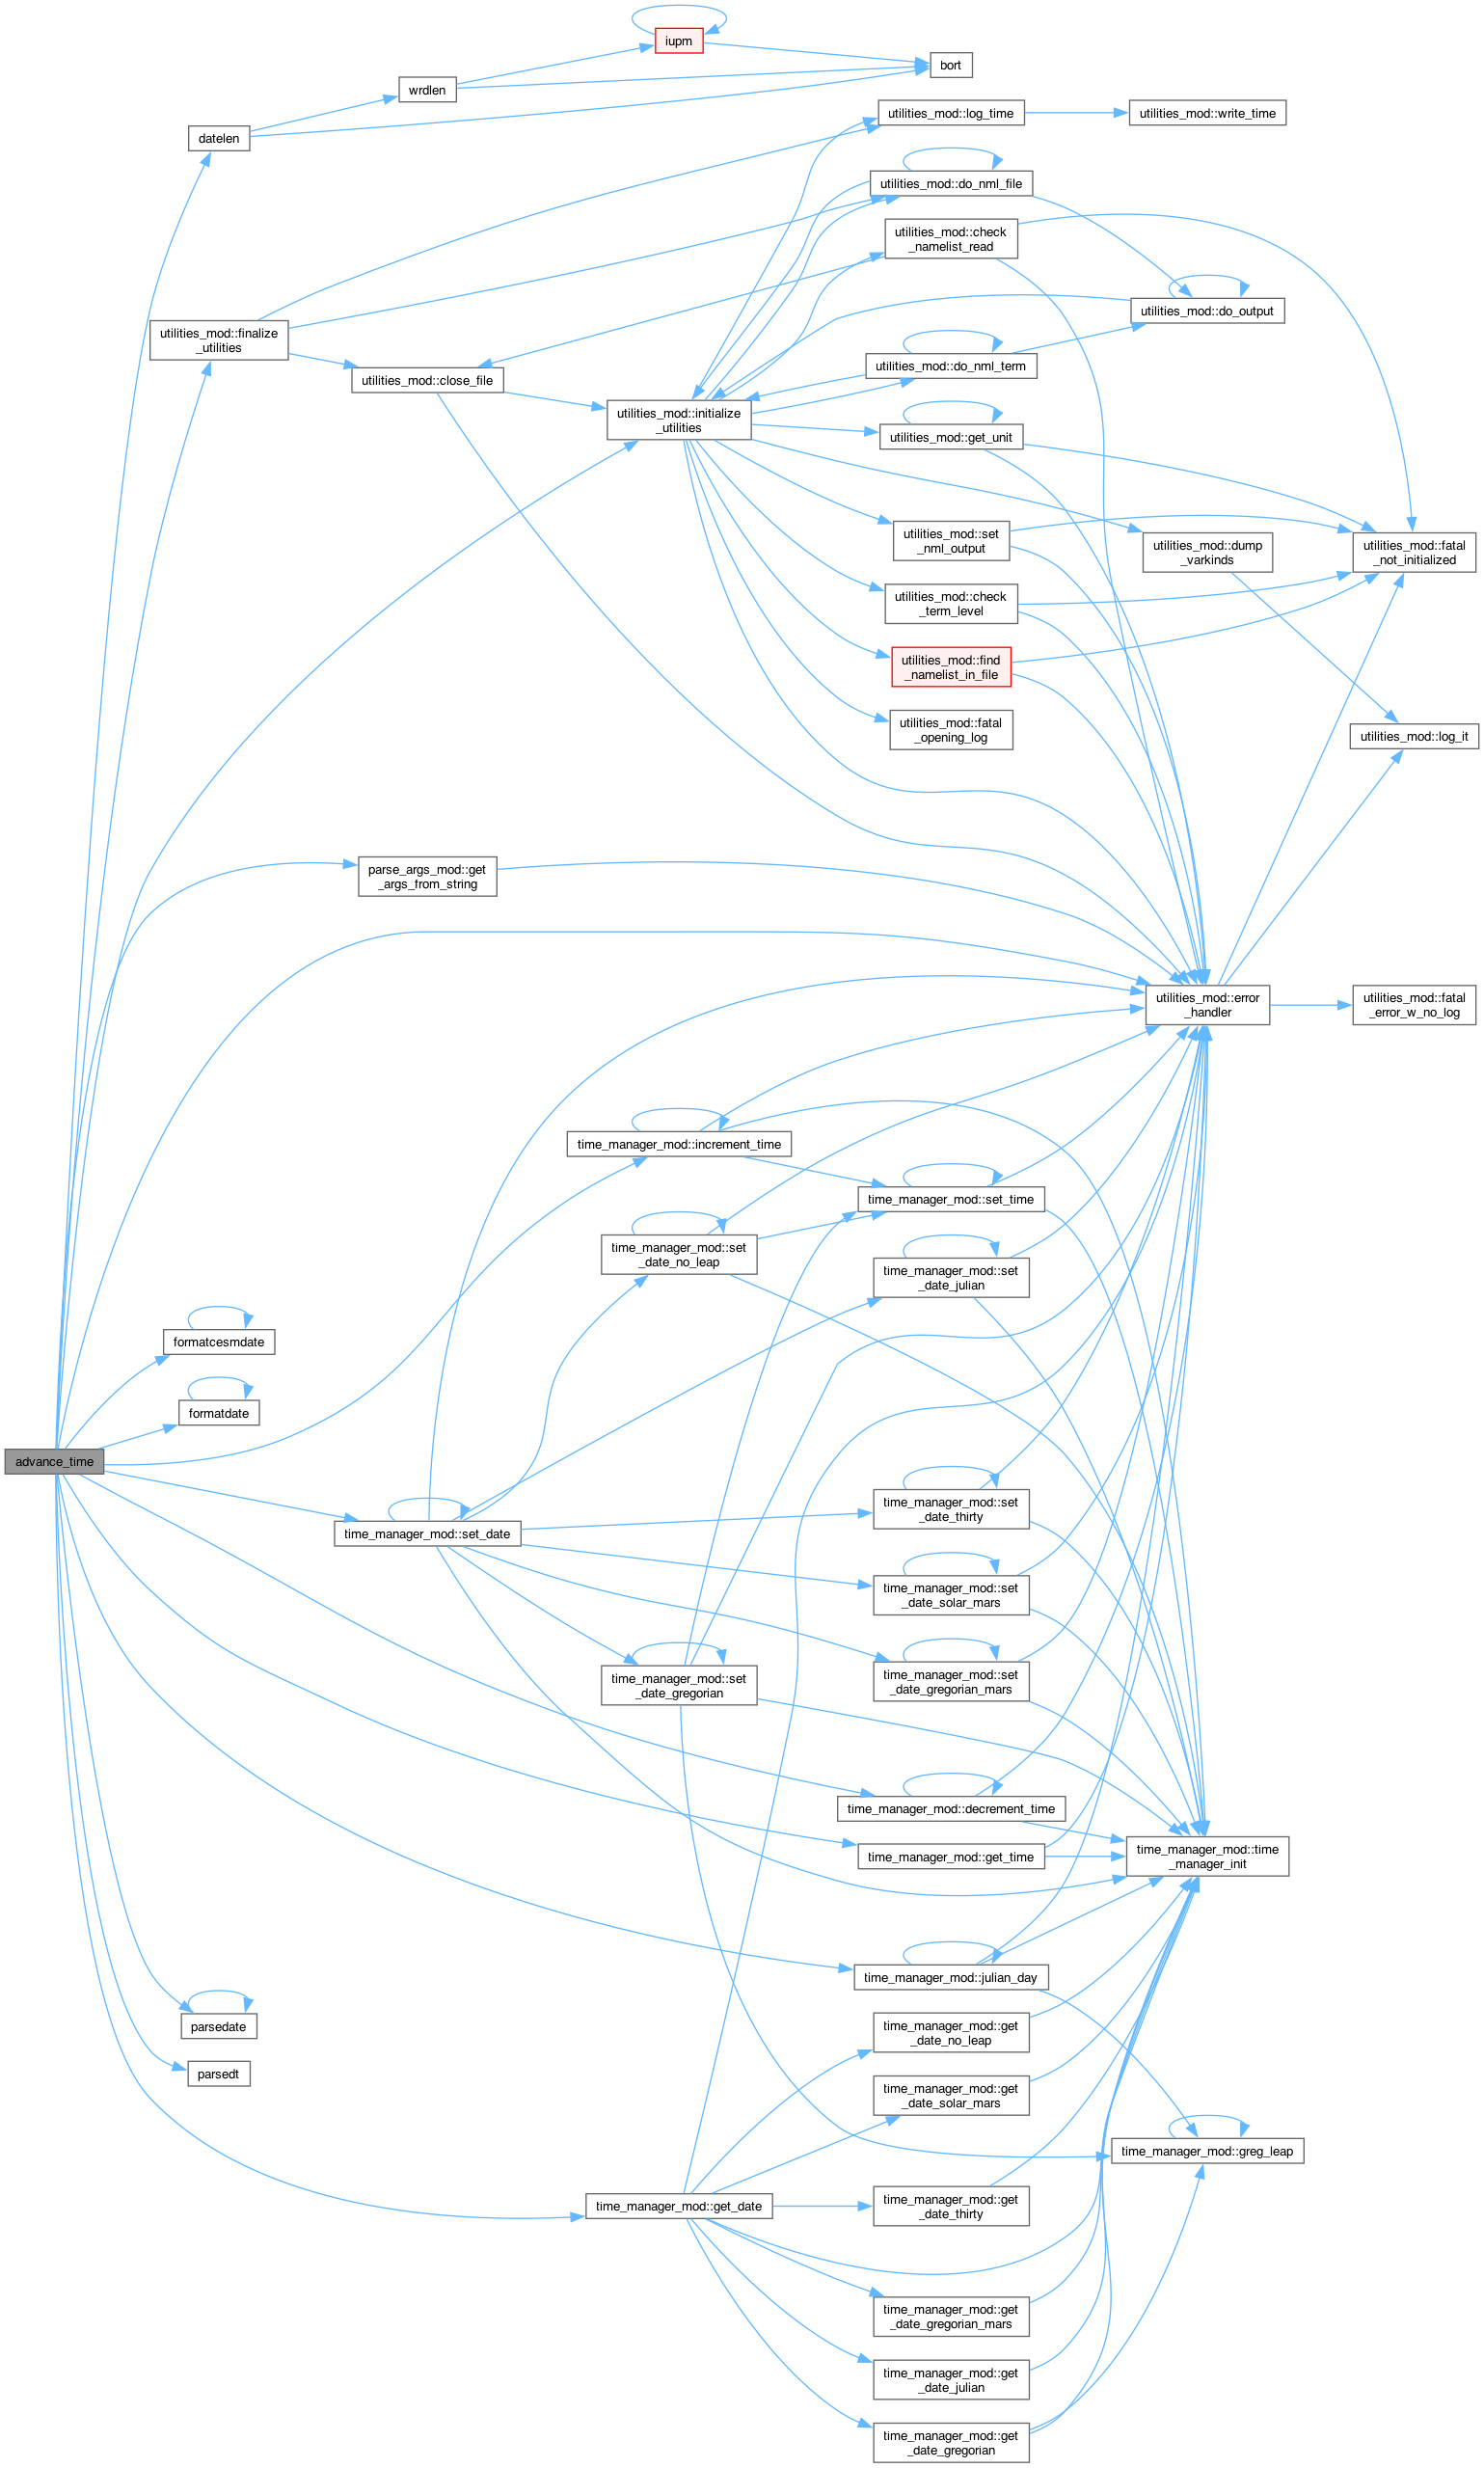 iupm
bort
wrdlen
utilities_mod::log_time
utilities_mod::write_time
datelen
utilities_mod::do_nml_file
utilities_mod::check
_namelist_read
utilities_mod::do_output
utilities_mod::finalize
_utilities
utilities_mod::do_nml_term
utilities_mod::close_file
utilities_mod::initialize
_utilities
utilities_mod::get_unit
utilities_mod::set
_nml_output
utilities_mod::dump
_varkinds
utilities_mod::fatal
_not_initialized
utilities_mod::check
_term_level
utilities_mod::find
_namelist_in_file
utilities_mod::fatal
_opening_log
utilities_mod::log_it
parse_args_mod::get
_args_from_string
utilities_mod::error
_handler
utilities_mod::fatal
_error_w_no_log
time_manager_mod::increment_time
time_manager_mod::set_time
time_manager_mod::set
_date_no_leap
time_manager_mod::set
_date_julian
formatcesmdate
formatdate
advance_time
time_manager_mod::set
_date_thirty
time_manager_mod::set_date
time_manager_mod::set
_date_solar_mars
time_manager_mod::set
_date_gregorian
time_manager_mod::set
_date_gregorian_mars
time_manager_mod::decrement_time
time_manager_mod::get_time
time_manager_mod::time
_manager_init
time_manager_mod::julian_day
parsedate
time_manager_mod::get
_date_no_leap
parsedt
time_manager_mod::get
_date_solar_mars
time_manager_mod::greg_leap
time_manager_mod::get_date
time_manager_mod::get
_date_thirty
time_manager_mod::get
_date_gregorian_mars
time_manager_mod::get
_date_julian
time_manager_mod::get
_date_gregorian